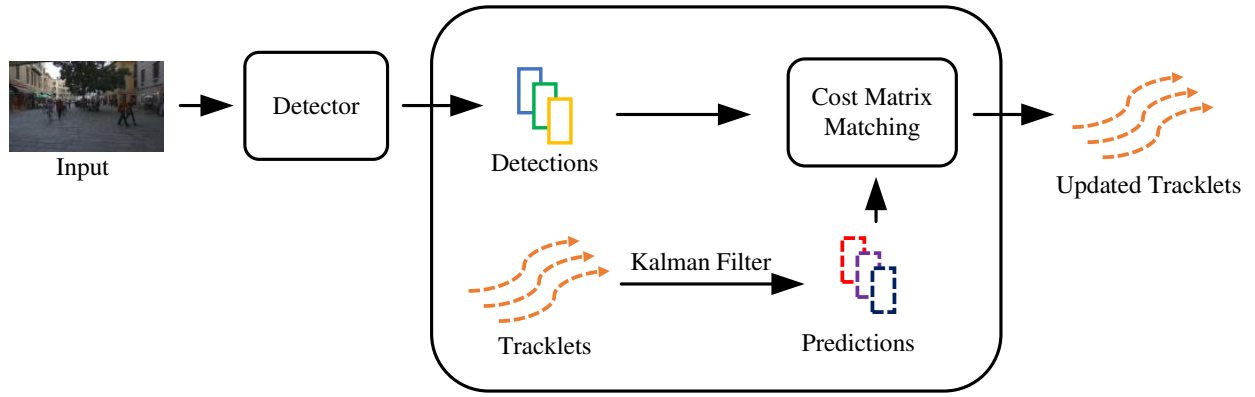 Input
Detector
Detections
Cost Matrix
Matching
Updated Tracklets
Tracklets
Kalman Filter
Predictions